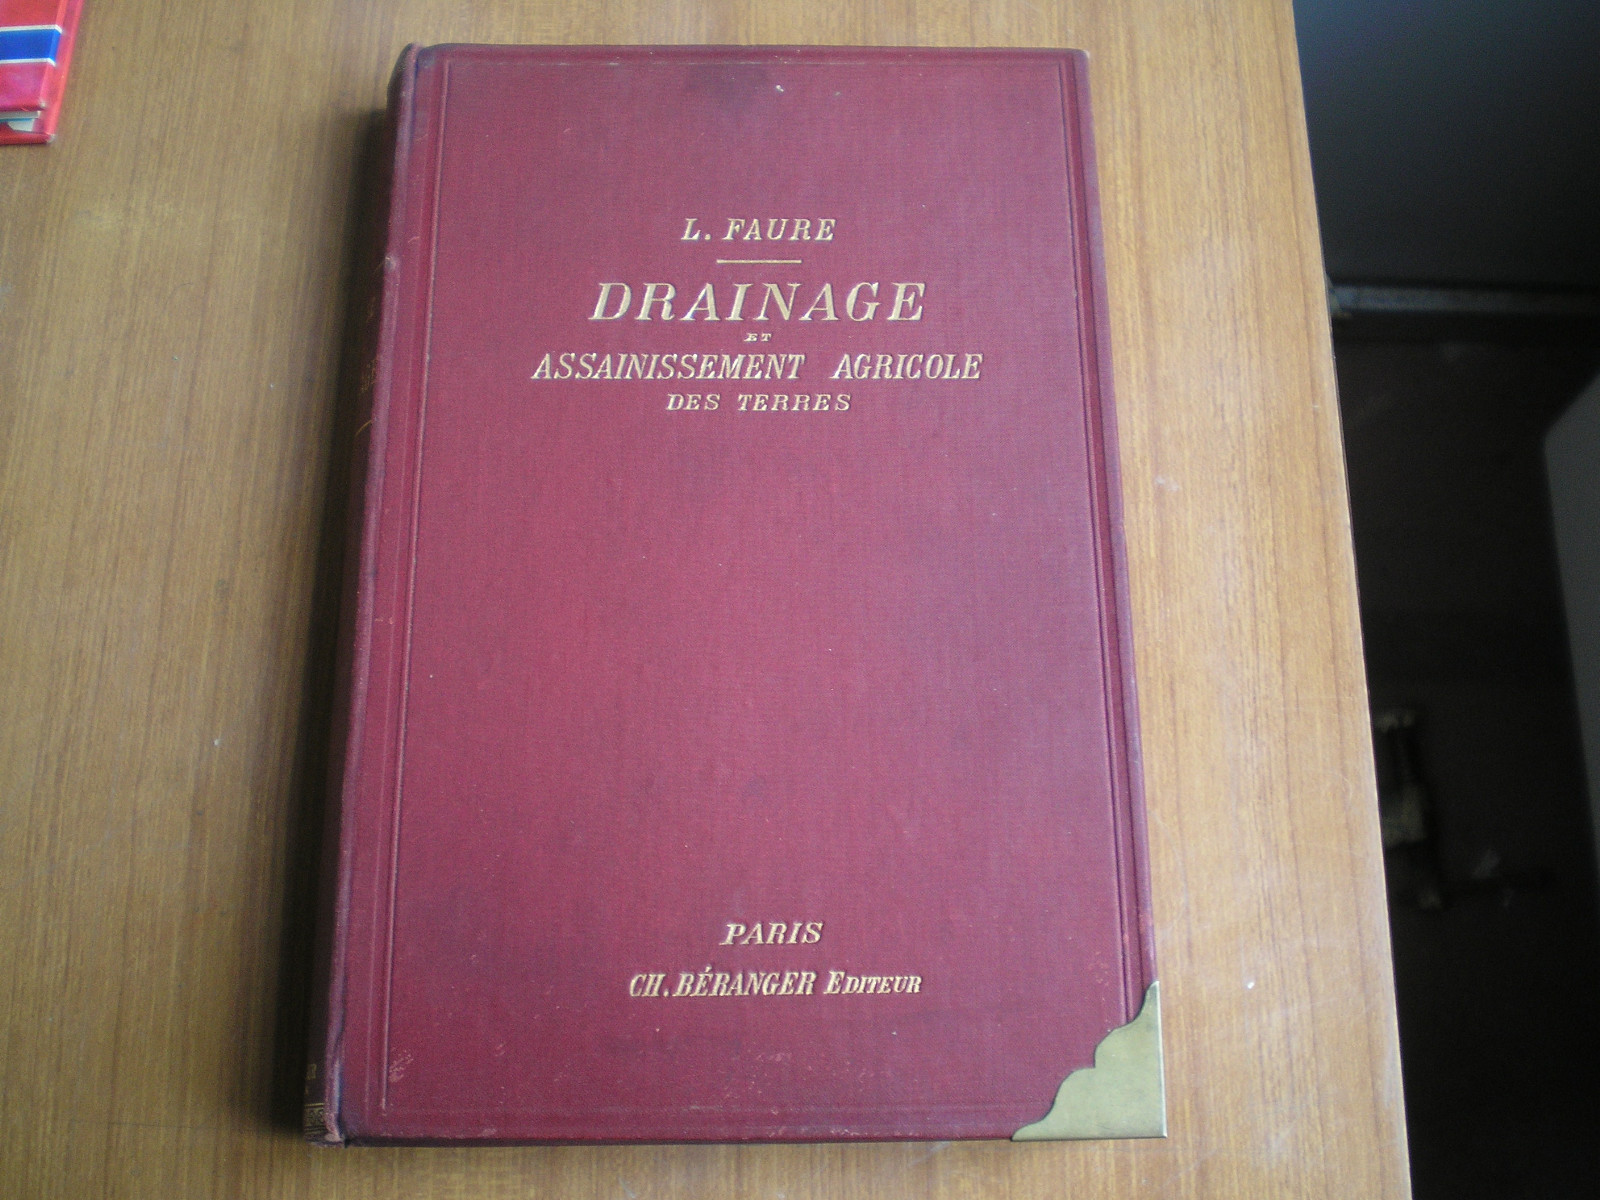 L. FAURE
DRAINAGE
ET
ASSAINISSEMENT AGRICOLE
DES TERRES
PARIS
CH. BÉRANGER EDITEUR